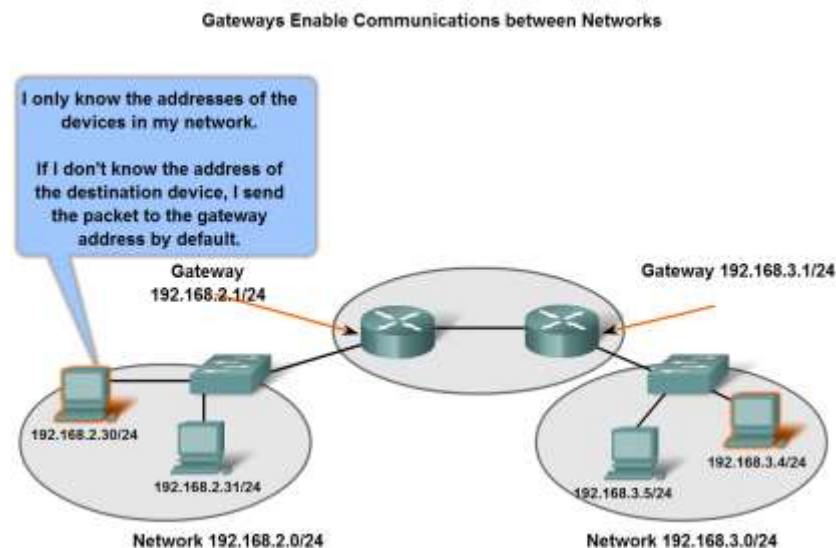 Gateways Enable Communications between Networks
I only know the addresses of the
devices in my network.
If I don't know the address of
the destination device, I send
the packet to the gateway
address by default.
Gateway
192.168.2.1/24
Gateway 192.168.3.1/24
192.168.2.30/24
192.168.2.31/24
192.168.3.4/24
192.168.3.5/24
Network 192.168.2.0/24
Network 192.168.3.0/24